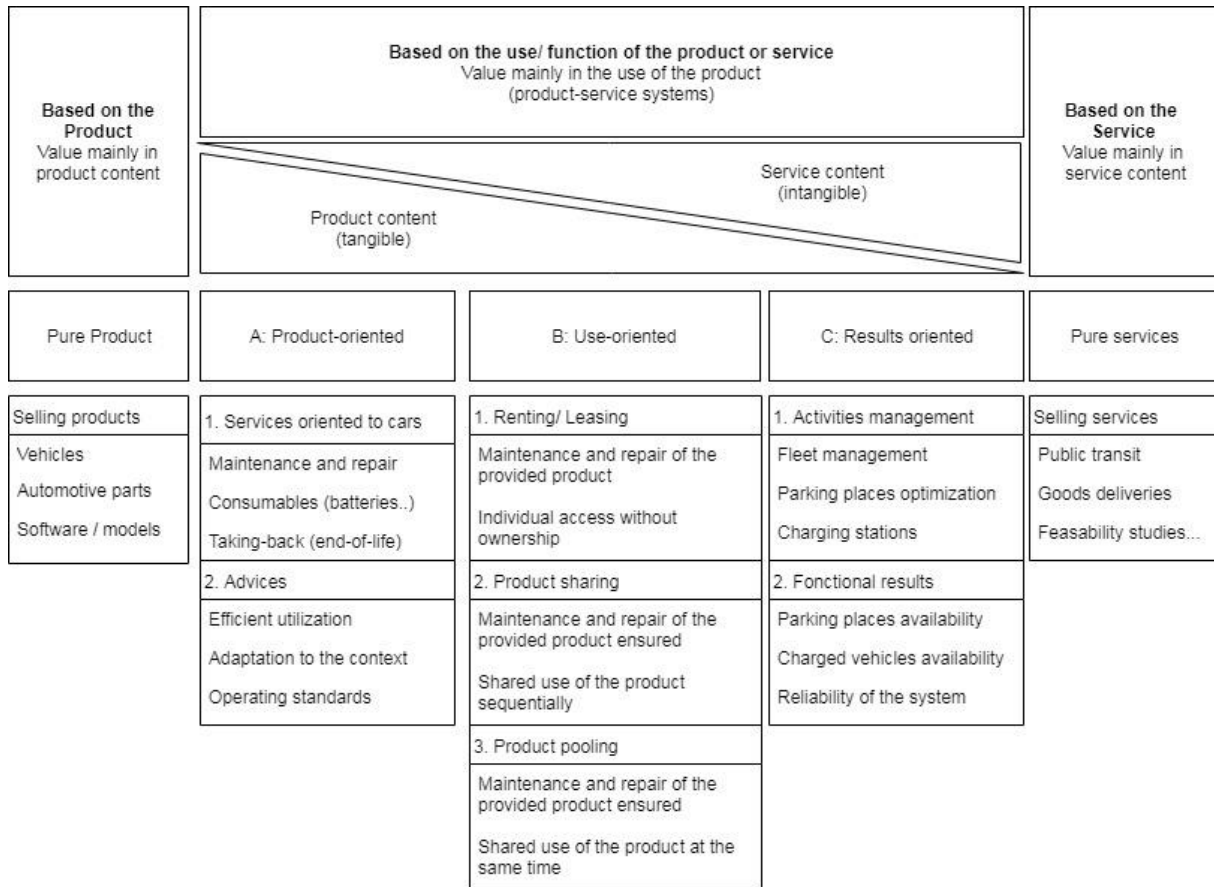 Based on the
Product
Value mainly in
product content
Based on the use/ function of the product or service
Value mainly in the use of the product
(product-service systems)
Service content
(intangible)
Product content
(tangible)
Based on the
Service
Value mainly in
service content
Pure Product
A: Product-oriented
B: Use-oriented
C: Results oriented
Pure services
Selling products
Vehicles
Automotive parts
Software / models
1. Services oriented to cars
Maintenance and repair
Consumables (batteries..)
Taking-back (end-of-life)
2. Advices
Efficient utilization
Adaptation to the context
Operating standards
1. Renting/ Leasing
Maintenance and repair of the
provided product
Individual access without
ownership
2. Product sharing
Maintenance and repair of the
provided product ensured
Shared use of the product
sequentially
3. Product pooling
Maintenance and repair of the
provided product ensured
Shared use of the product at the
same time
1. Activities management
Fleet management
Parking places optimization
Charging stations
2. Fonctional results
Parking places availability
Charged vehicles availability
Reliability of the system
Selling services
Public transit
Goods deliveries
Feasability studies...